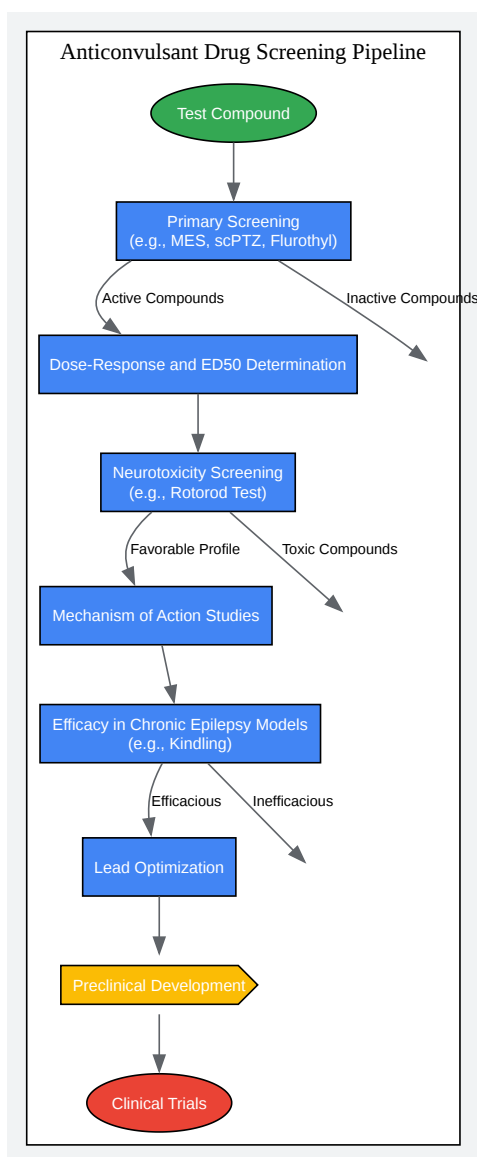 Anticonvulsant Drug Screening Pipeline
Test Compound
Primary Screening
(e.g., MES, scPTZ, Flurothyl)
Active Compounds
Inactive Compounds
Dose-Response and ED50 Determination
Neurotoxicity Screening
(e.g., Rotorod Test)
Favorable Profile
Toxic Compounds
Mechanism of Action Studies
Efficacy in Chronic Epilepsy Models
(e.g., Kindling)
Efficacious
Inefficacious
Lead Optimization
Preclinical Development
Clinical Trials